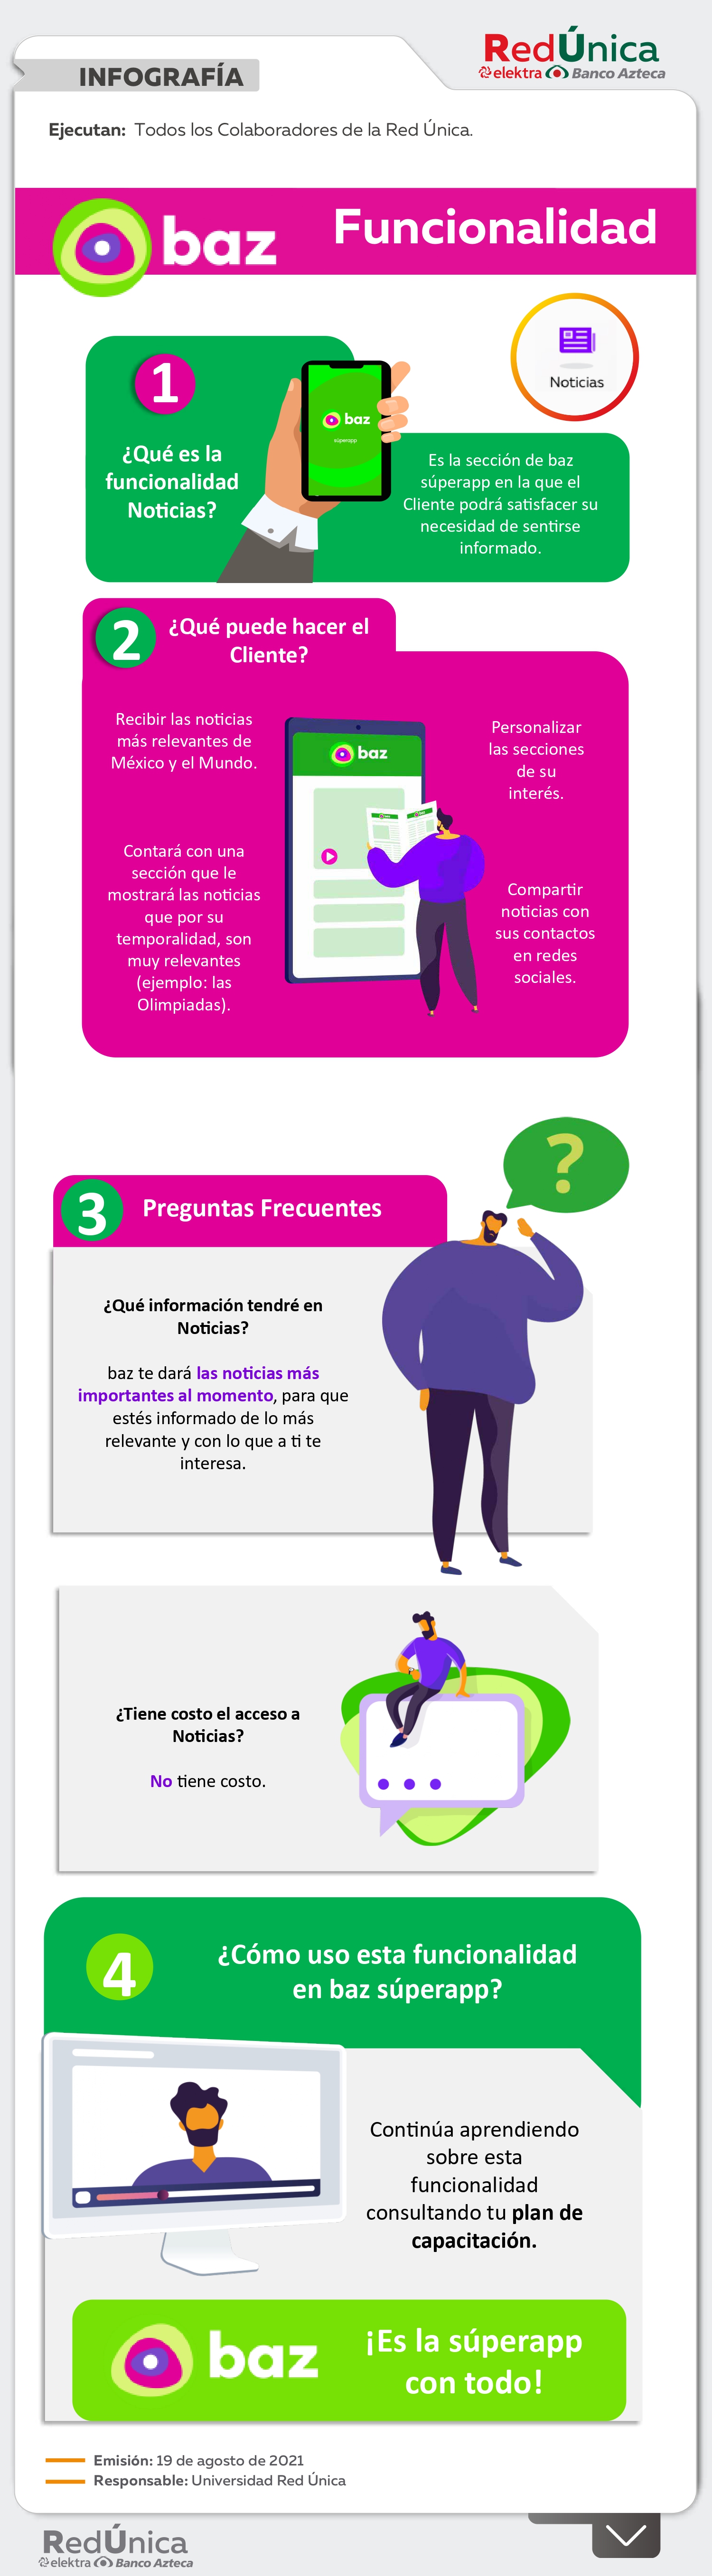 RedÚnica
elektra Banco Azteca
INFOGRAFÍA
Ejecutan: Todos los Colaboradores de la Red Única.
baz
Funcionalidad
Noticias
1
¿Qué es la
funcionalidad
Noticias?
baz
súperapp
Es la sección de baz
súperapp en la que el
Cliente podrá satisfacer su
necesidad de sentirse
informado.
2
¿Qué puede hacer el
Cliente?
Recibir las noticias
más relevantes de
México y el Mundo.
baz
Personalizar
las secciones
de su
interés.
Contará con una
sección que le
mostrará las noticias
que por su
temporalidad, son
muy relevantes
(ejemplo: las
Olimpiadas).
Compartir
noticias con
sus contactos
en redes
sociales.
?
3
Preguntas Frecuentes
¿Qué información tendré en
Noticias?
baz te dará las noticias más
importantes al momento, para que
estés informado de lo más
relevante y con lo que a ti te
interesa.
¿Tiene costo el acceso a
Noticias?
No tiene costo.
4
¿Cómo uso esta funcionalidad
en baz súperapp?
Continúa aprendiendo
sobre esta
funcionalidad
consultando tu plan de
capacitación.
baz
¡Es la súperapp
con todo!
Emisión: 19 de agosto de 2021
Responsable: Universidad Red Única
RedÚnica
elektra Banco Azteca